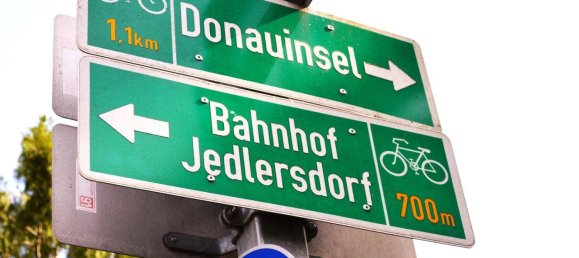 Donauinsel
1,1km
Bahnhof
Jedlersdorf
700m